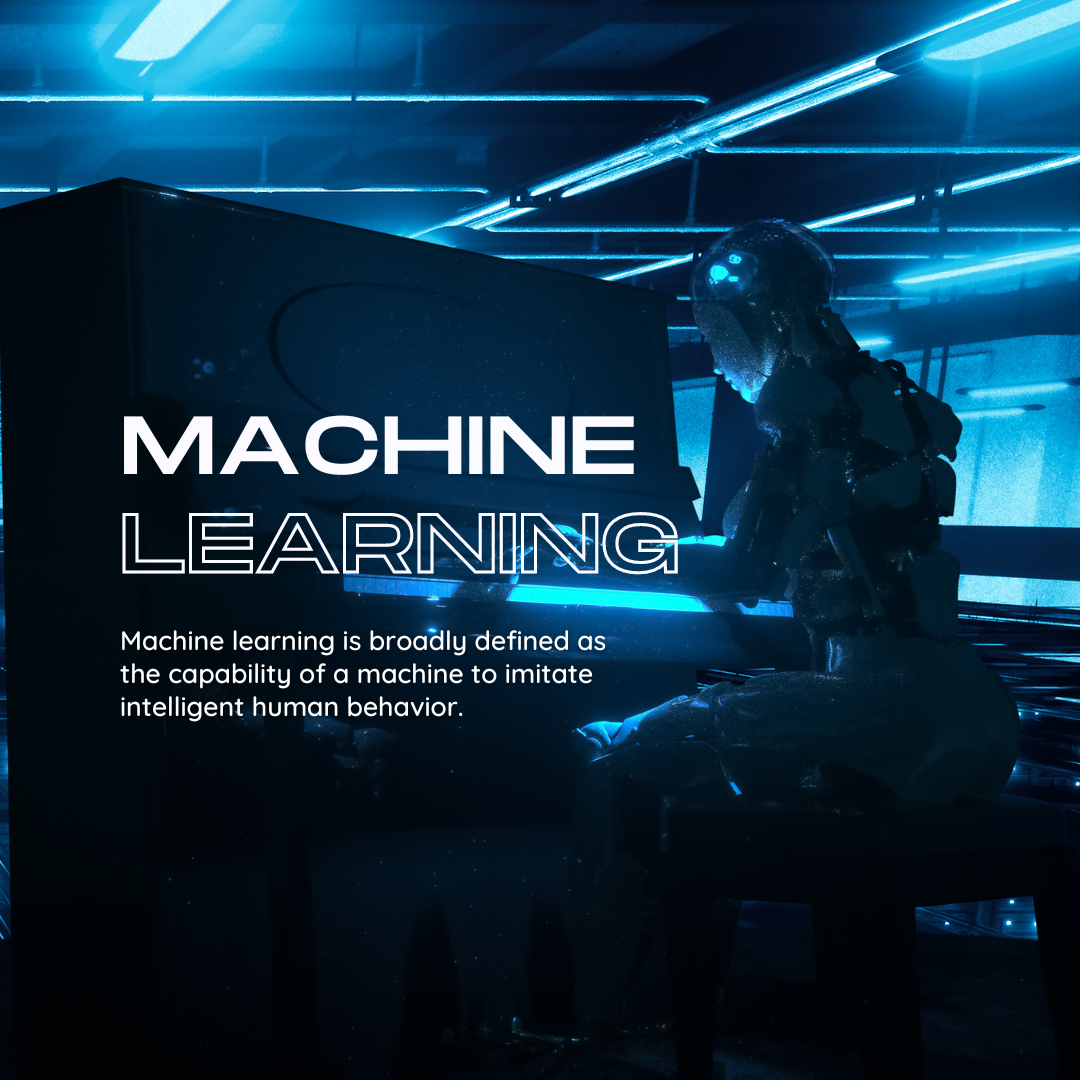 MACHINE
LEARNING
Machine learning is broadly defined as
the capability of a machine to imitate
intelligent human behavior.